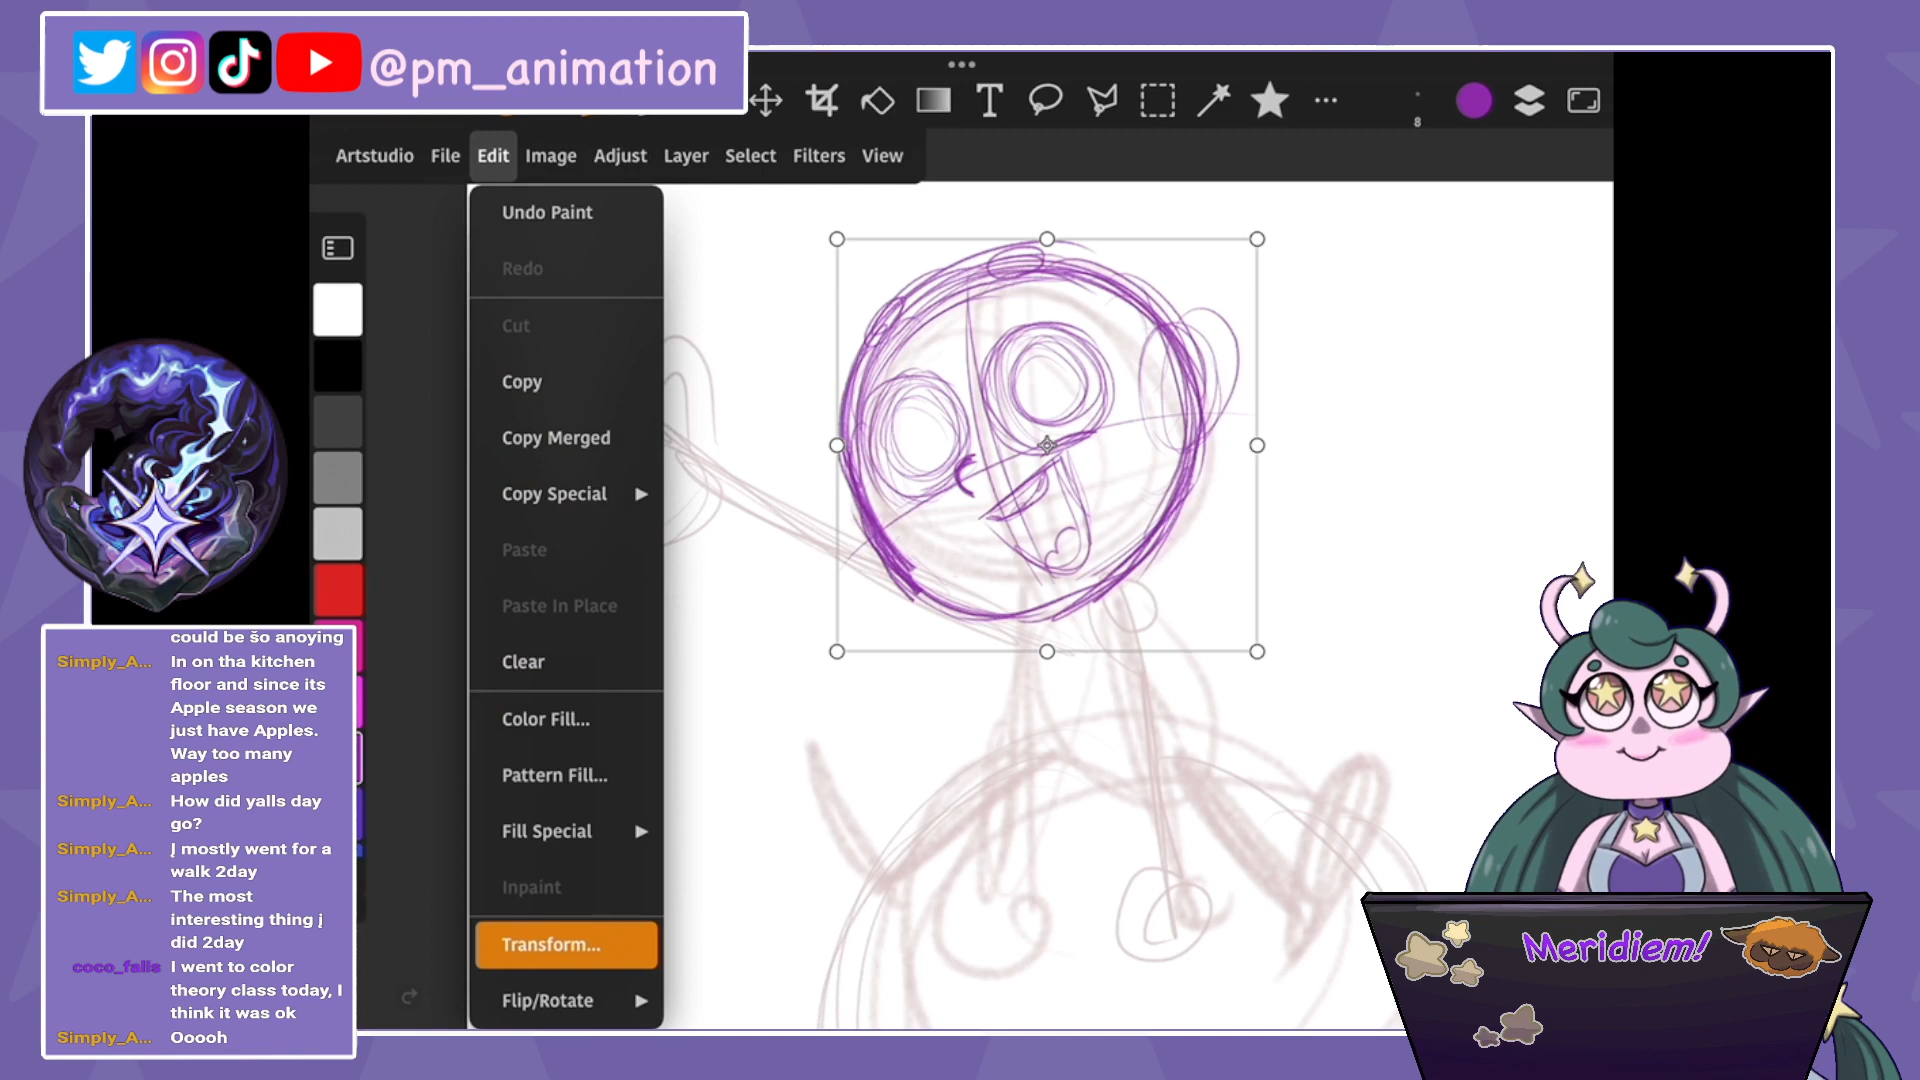 @pm_animation
8
Artstudio File Edit Image Adjust Layer Select Filters View
Undo Paint
Redo
Cut
Copy
Copy Merged
Copy Special
Paste
Paste In Place
Clear
Color Fill...
Pattern Fill...
Fill Special
Inpaint
Transform...
Flip/Rotate
could be šo anoying
Simply_A... In on tha kitchen
floor and since its
Apple season we
just have Apples.
Way too many
apples
Simply_A... How did yalls day
go?
Simply_A... Į mostly went for a
walk 2day
Simply_A... The most
interesting thing į
did 2day
coco_falls I went to color
theory class today, I
think it was ok
Simply_A... Ooooh
Meridiem!